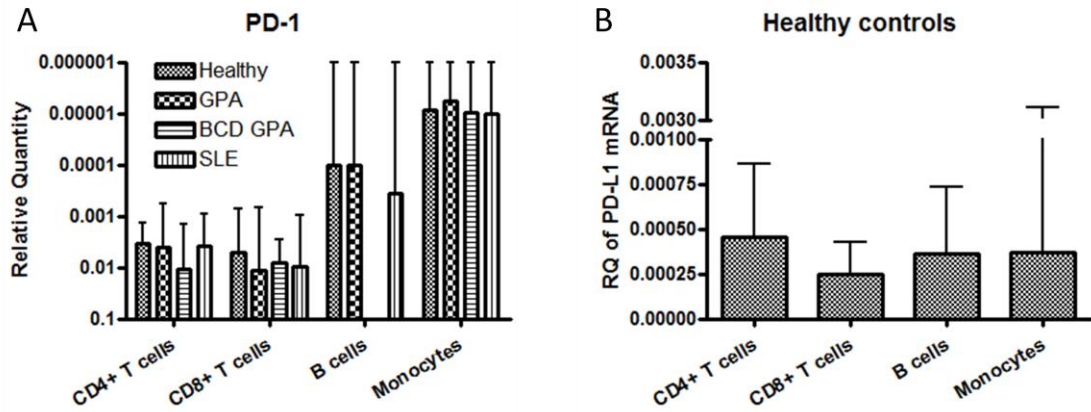 A
PD-1
Relative Quantity
0.000001
0.00001
0.0001
0.001
0.01
0.1
Healthy
GPA
BCD GPA
SLE
CD4+ T cells
CD8+ T cells
B cells
Monocytes
B
Healthy controls
RQ of PD-L1 mRNA
0.0035
0.0030
0.00100
0.00075
0.00050
0.00025
0.00000
CD4+ T cells
CD8+ T cells
B cells
Monocytes